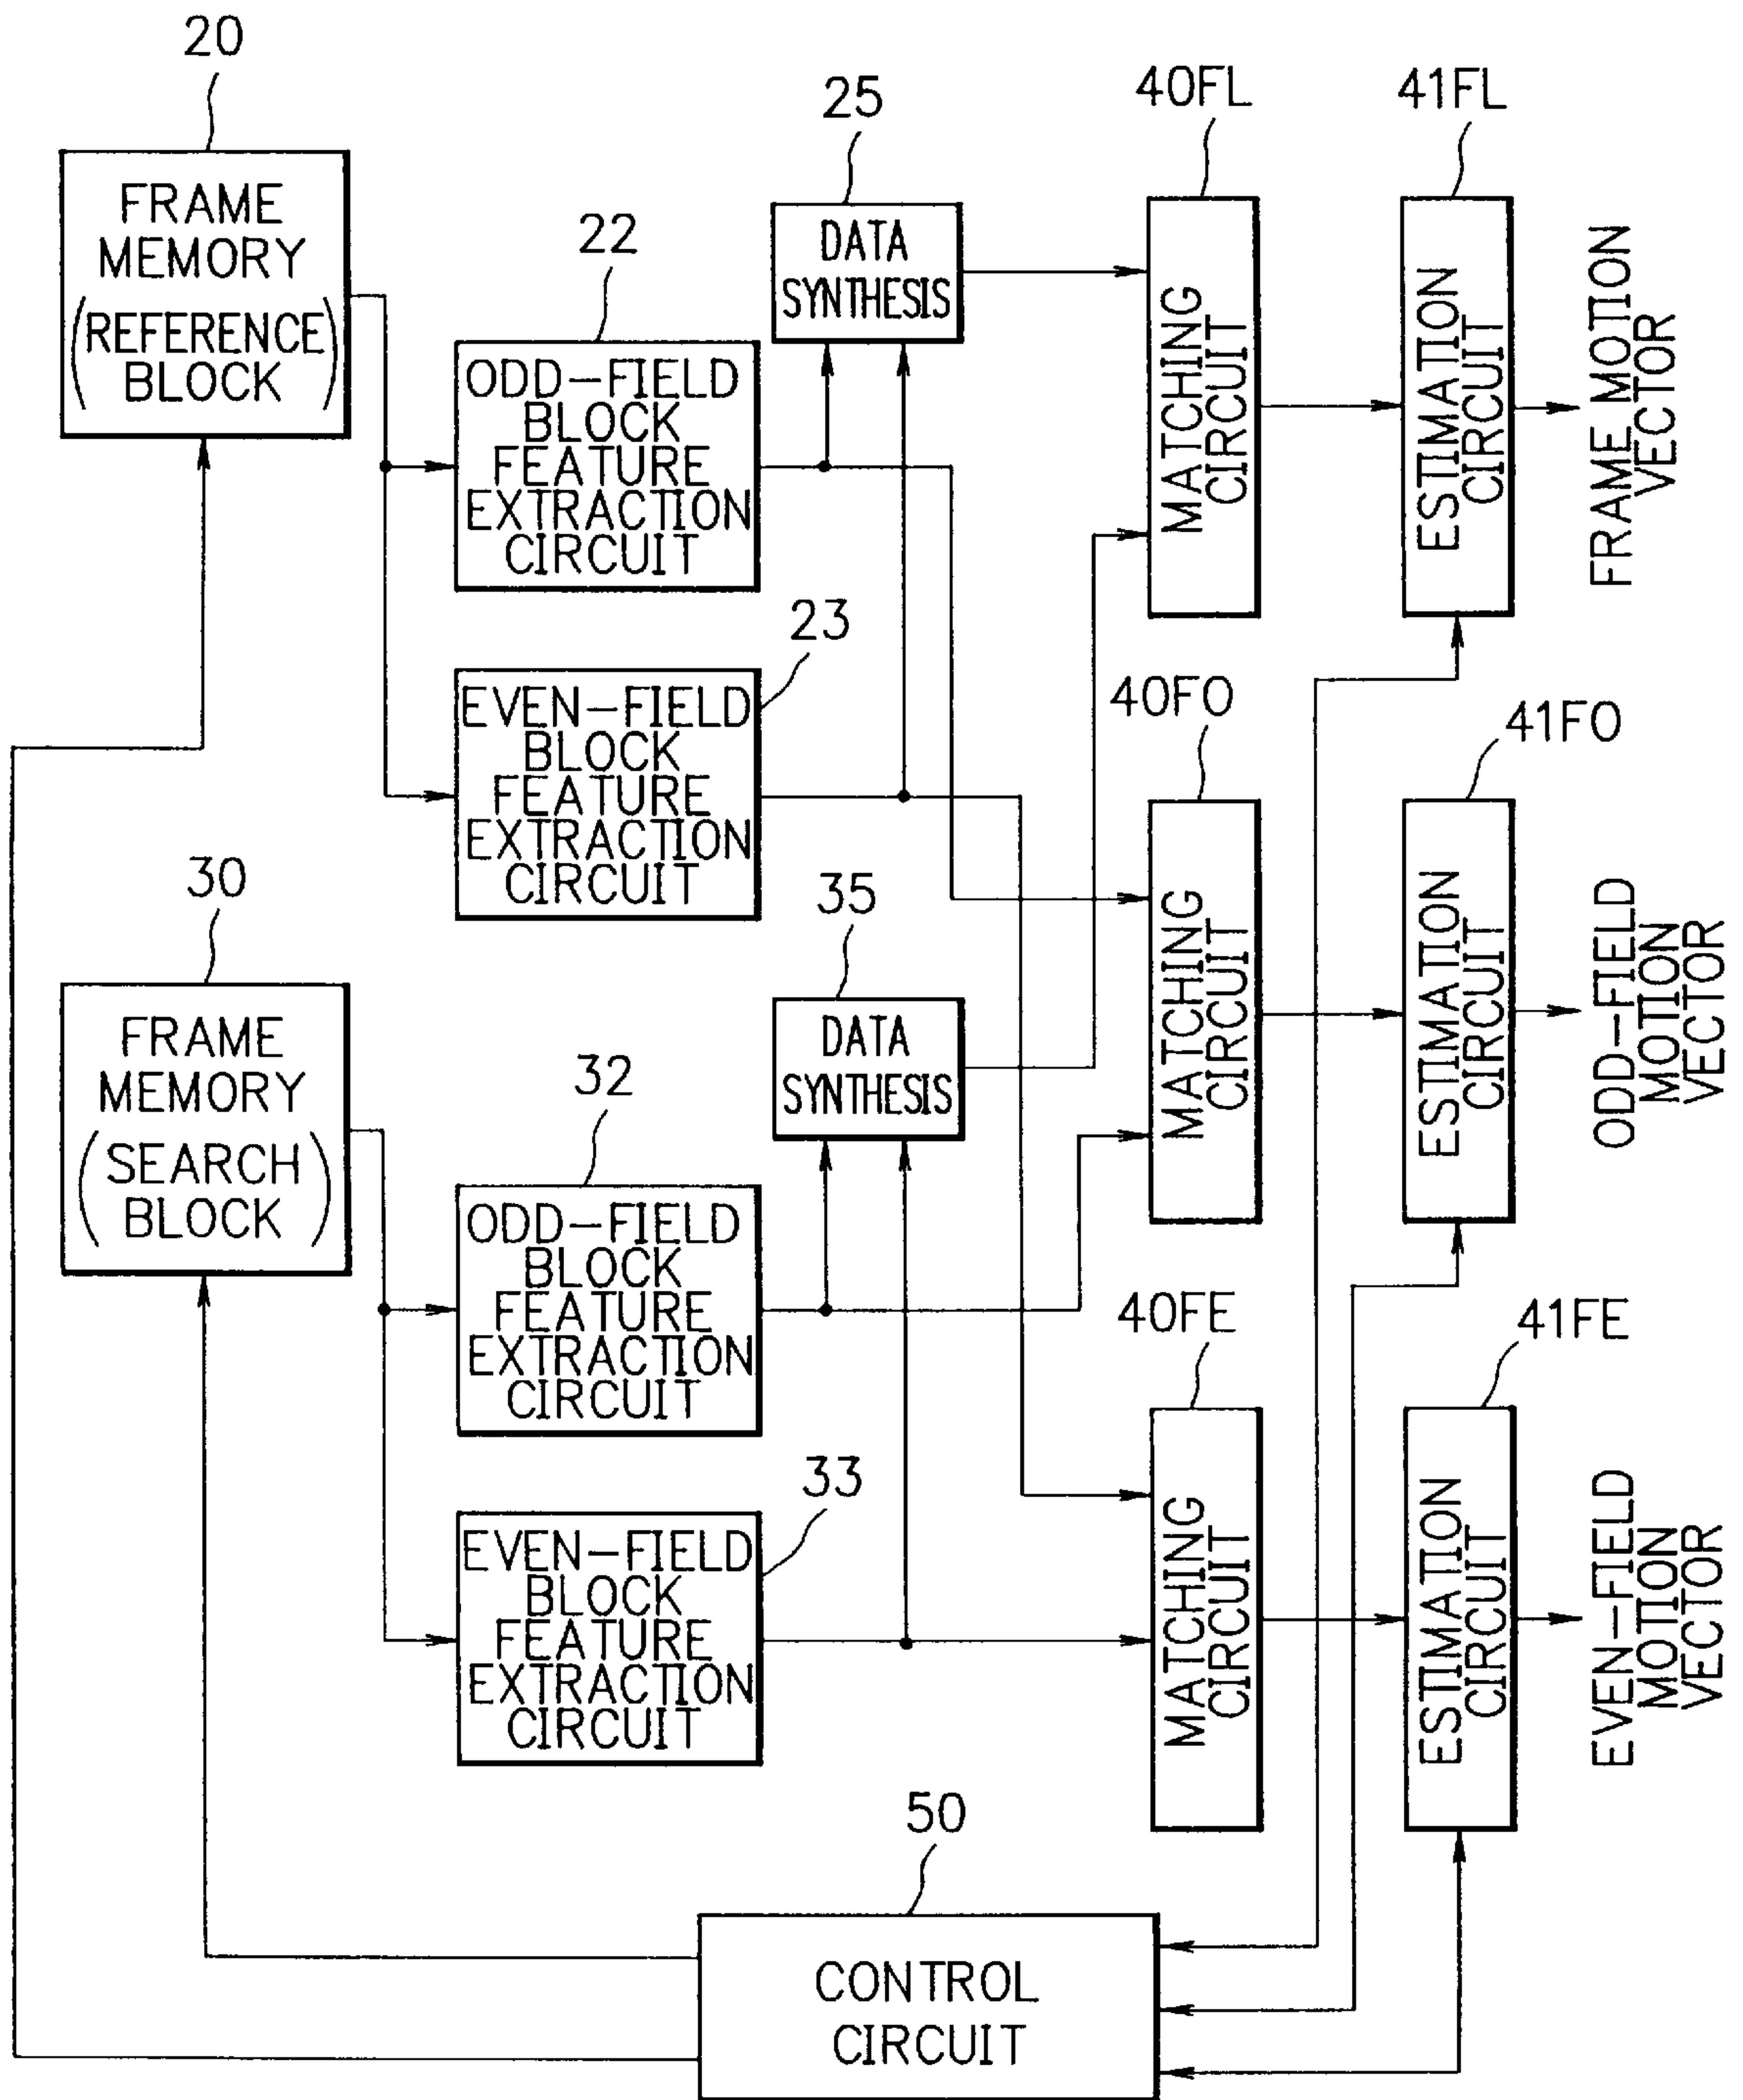 20
FRAME
MEMORY
(REFERENCE
BLOCK)
22
ODD-FIELD
BLOCK
FEATURE
EXTRACTION
CIRCUIT
23
EVEN-FIELD
BLOCK
FEATURE
EXTRACTION
CIRCUIT
25
DATA
SYNTHESIS
30
FRAME
MEMORY
(SEARCH
BLOCK)
32
ODD-FIELD
BLOCK
FEATURE
EXTRACTION
CIRCUIT
33
EVEN-FIELD
BLOCK
FEATURE
EXTRACTION
CIRCUIT
35
DATA
SYNTHESIS
40FL
MATCHING
CIRCUIT
41FL
ESTIMATION
CIRCUIT
FRAME MOTION
VECTOR
40FO
MATCHING
CIRCUIT
41FO
ESTIMATION
CIRCUIT
ODD-FIELD
MOTION
VECTOR
40FE
MATCHING
CIRCUIT
41FE
ESTIMATION
CIRCUIT
EVEN-FIELD
MOTION
VECTOR
50
CONTROL
CIRCUIT